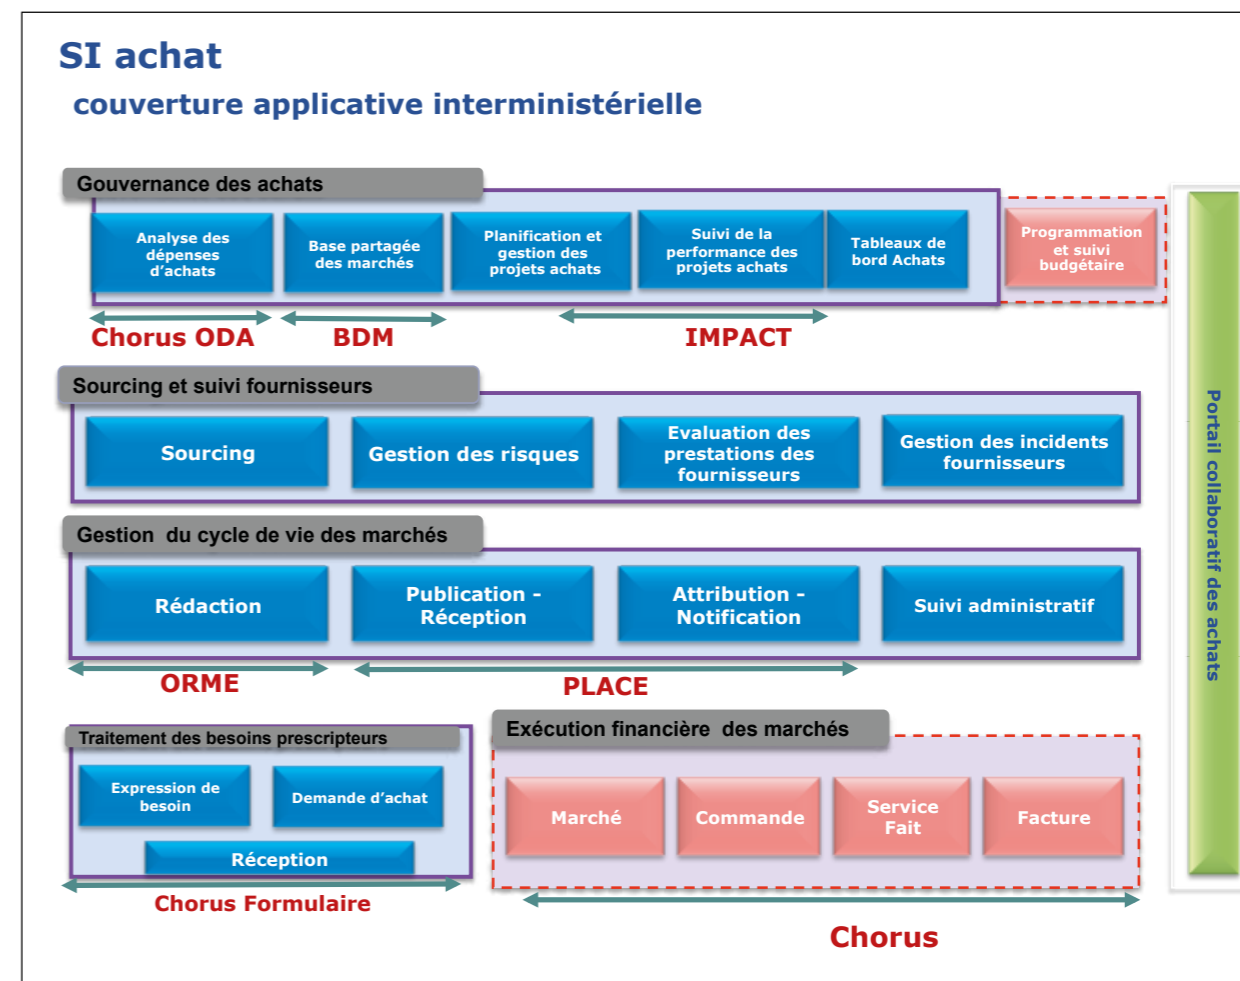 SI achat
couverture applicative interministérielle
Gouvernance des achats
Analyse des
dépenses
d'achats
Base partagée
des marchés
Planification et
gestion des
projets achats
Suivi de la
performance des
projets achats
Tableaux de
bord Achats
Programmation
et suivi
budgétaire
Chorus ODA
BDM
IMPACT
Sourcing et suivi fournisseurs
Sourcing
Gestion des risques
Evaluation des
prestations des
fournisseurs
Gestion des incidents
fournisseurs
Gestion  du cycle de vie des marchés
Rédaction
Publication -
Réception
Attribution -
Notification
Suivi administratif
ORME
PLACE
Traitement des besoins prescripteurs
Expression de
besoin
Demande d'achat
Réception
Chorus Formulaire
Exécution financière  des marchés
Marché
Commande
Service
Fait
Facture
Chorus
Portail collaboratif des achats